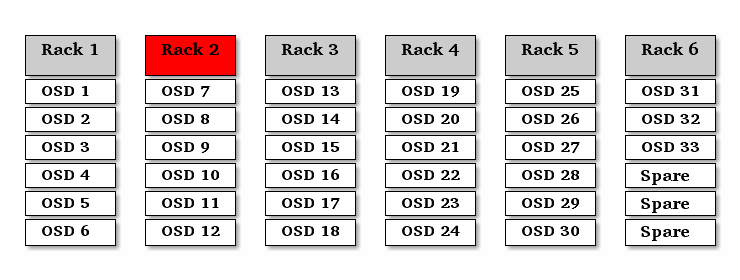 Rack 1 Rack 2 Rack 3 Rack 4 Rack 5 Rack 6
OSD 1 OSD 7 OSD 13 OSD 19 OSD 25 OSD 31
OSD 2 OSD 8 OSD 14 OSD 20 OSD 26 OSD 32
OSD 3 OSD 9 OSD 15 OSD 21 OSD 27 OSD 33
OSD 4 OSD 10 OSD 16 OSD 22 OSD 28 Spare
OSD 5 OSD 11 OSD 17 OSD 23 OSD 29 Spare
OSD 6 OSD 12 OSD 18 OSD 24 OSD 30 Spare